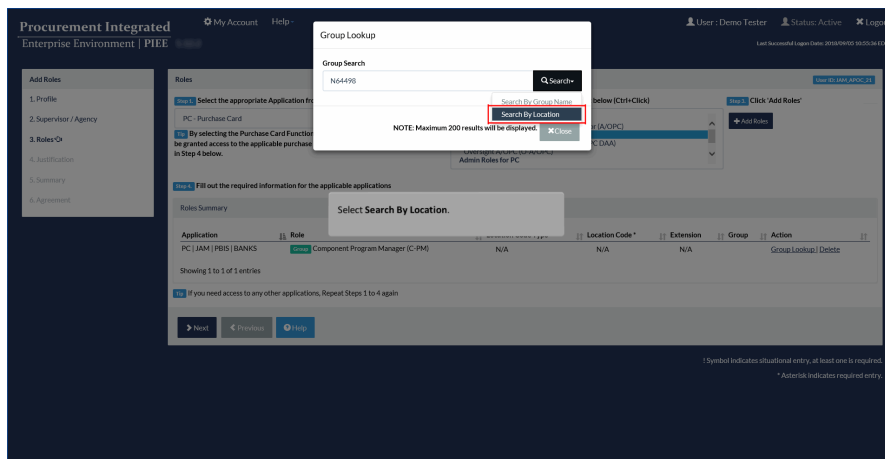 Procurement Integrated
Enterprise Environment | PIEE
My Account
Help
User : Demo Tester
Status: Active
Logon
Last Successful Logon Date: 2018/09/05 10:55:36 ED
Group Lookup
Group Search
N64498
Search
Search By Group Name
Search By Location
NOTE: Maximum 200 results will be displayed.
Close
Add Roles
1. Profile
2. Supervisor / Agency
3. Roles
4. Justification
5. Summary
6. Agreement
Roles
User ID: JAM_APOC_21
Step 1. Select the appropriate Application fro
below (Ctrl+Click)
Step 3. Click 'Add Roles'
PC - Purchase Card
or (A/OPC)
Add Roles
Tip By selecting the Purchase Card Function
PC DAA)
be granted access to the applicable purchase
Oversight A/OPC (O-A/OPC)
in Step 4 below.
Admin Roles for PC
Step 4. Fill out the required information for the applicable applications
Roles Summary
Select Search By Location.
Application
Role
Location Code *
Extension
Group
Action
PC | JAM | PBIS | BANKS
Group Component Program Manager (C-PM)
N/A
N/A
N/A
Group Lookup | Delete
Showing 1 to 1 of 1 entries
Tip If you need access to any other applications, Repeat Steps 1 to 4 again
Next
Previous
Help
! Symbol indicates situational entry, at least one is required.
* Asterisk indicates required entry.